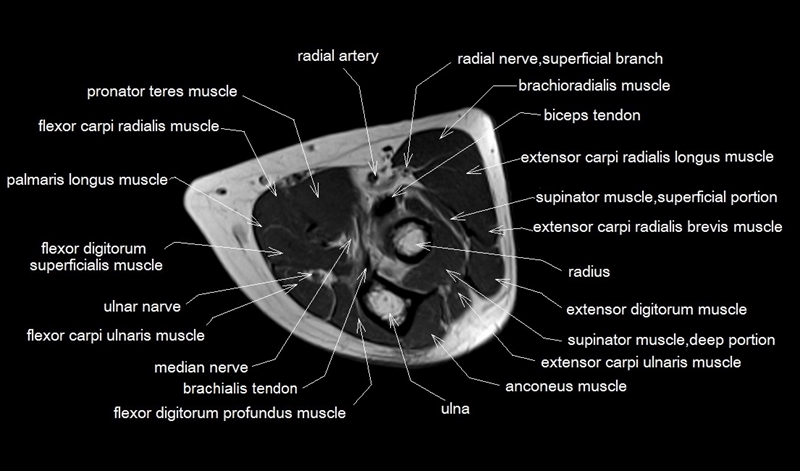 radial artery
radial nerve,superficial branch
pronator teres muscle
brachioradialis muscle
biceps tendon
flexor carpi radialis muscle
extensor carpi radialis longus muscle
palmaris longus muscle
supinator muscle,superficial portion
extensor carpi radialis brevis muscle
flexor digitorum
superficialis muscle
radius
ulnar narve
extensor digitorum muscle
flexor carpi ulnaris muscle
supinator muscle,deep portion
median nerve
extensor carpi ulnaris muscle
brachialis tendon
anconeus muscle
flexor digitorum profundus muscle
ulna